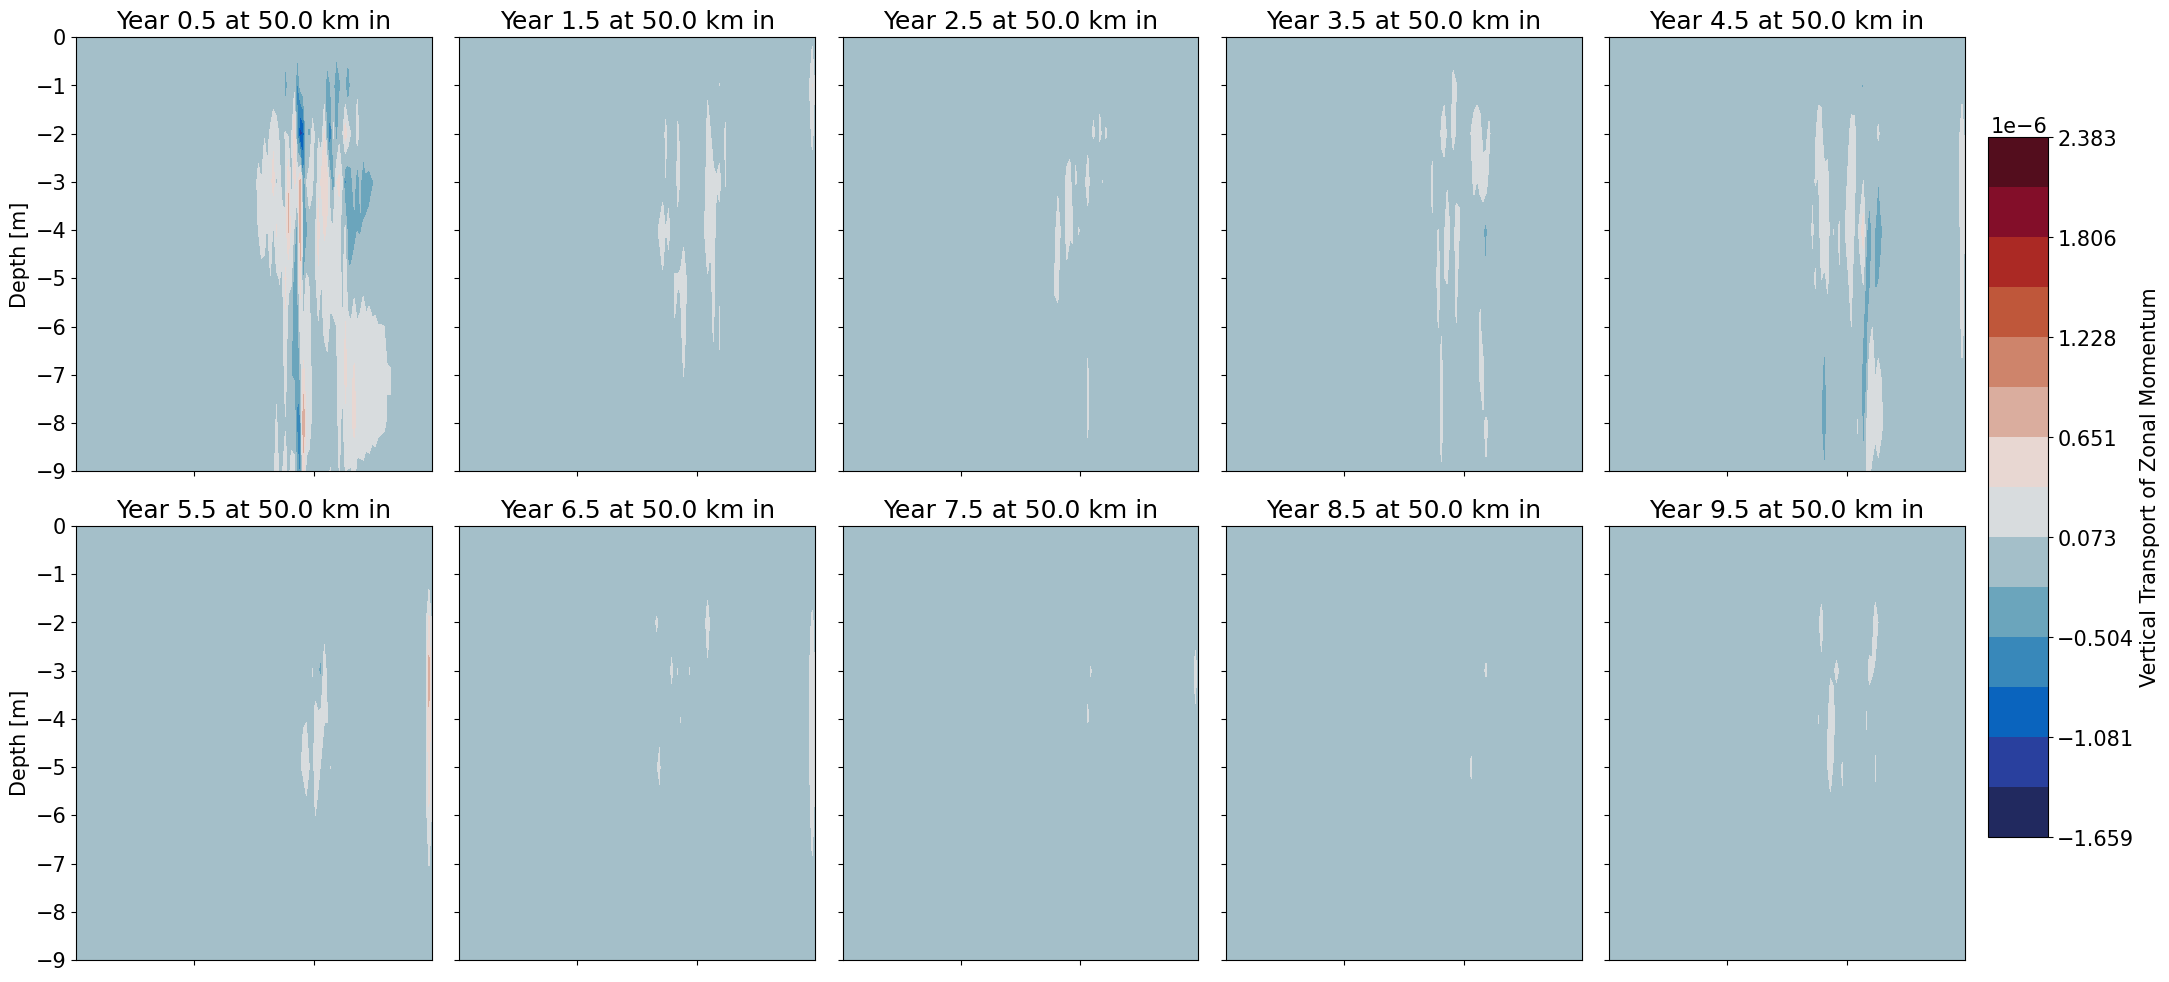 Year 0.5 at 50.0 km in
Year 1.5 at 50.0 km in
Year 2.5 at 50.0 km in
Year 3.5 at 50.0 km in
Year 4.5 at 50.0 km in
0
−1
−2
−3
−4
−5
−6
−7
−8
−9
Depth [m]
Year 5.5 at 50.0 km in
Year 6.5 at 50.0 km in
Year 7.5 at 50.0 km in
Year 8.5 at 50.0 km in
Year 9.5 at 50.0 km in
0
−1
−2
−3
−4
−5
−6
−7
−8
−9
Depth [m]
1e−6
2.383
1.806
1.228
0.651
0.073
−0.504
−1.081
−1.659
Vertical Transport of Zonal Momentum